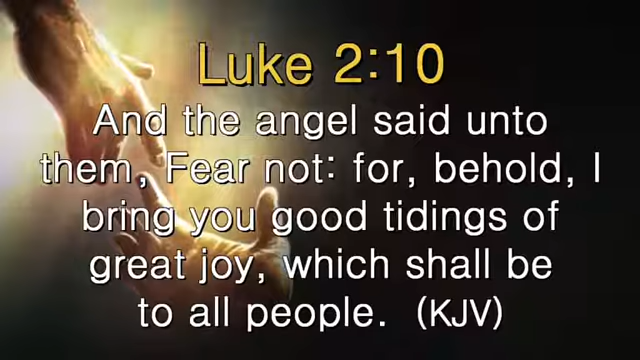 Luke 2:10
And the angel said unto
them, Fear not: for, behold, I
bring you good tidings of
great joy, which shall be
to all people. (KJV)